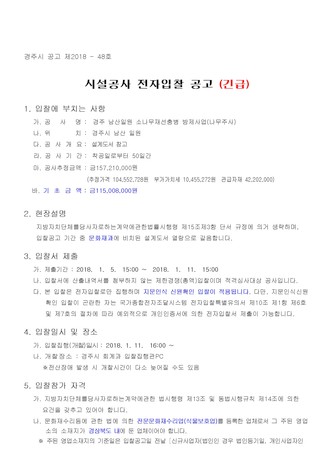 경주시 공고 제2018 - 48호
시설공사 전자입찰 공고 (긴급)
1. 입찰에 부치는 사항
가. 공 사 명 : 경주 남산일원 소나무재선충병 방제사업(나무주사)
나. 위 치 : 경주시 남산 일원
다. 공 사 개 요 : 설계도서 참고
라. 공 사 기 간 : 착공일로부터 50일간
마. 공사추정금액 : 금157,210,000원
(추정가격 104,552,728원 부가가치세 10,455,272원 관급자재 42,202,000)
바. 기 초 금 액 : 금115,008,000원
2. 현장설명
지방자치단체를당사자로하는계약에관한법률시행령 제15조제3항 단서 규정에 의거 생략하며,
입찰공고 기간 중 문화재과에 비치된 설계도서 열람으로 갈음합니다.
3. 입찰서 제출
가. 제출기간 : 2018. 1. 5. 15:00 ~ 2018. 1. 11. 15:00
나. 입찰서에 산출내역서를 첨부하지 않는 제한경쟁(총액)입찰이며 적격심사대상 공사입니다.
다. 본 입찰은 전자입찰로만 집행하며 지문인식 신원확인 입찰이 적용됩니다. 다만, 지문인식신원
확인 입찰이 곤란한 자는 국가종합전자조달시스템 전자입찰특별유의서 제10조 제1항 제6호
및 제7호의 절차에 따라 예외적으로 개인인증서에 의한 전자입찰서 제출이 가능합니다.
4. 입찰일시 및 장소
가. 입찰집행(개찰)일시 : 2018. 1. 11. 16:00 ~
나. 개찰장소 : 경주시 회계과 입찰집행관PC
※전산장애 발생 시 개찰시간이 다소 늦어질 수도 있음
5. 입찰참가 자격
가. 지방자치단체를당사자로하는계약에관한 법시행령 제13조 및 동법시행규칙 제14조에 의한
요건을 갖추고 있어야 합니다.
나. 문화재수리등에 관한 법에 의한 전문문화재수리업(식물보호업)를 등록한 업체로서 그 주된 영업
소의 소재지가 경상북도 내에 둔 업체이어야 합니다.
※ 주된 영업소재지의 기준일은 입찰공고일 전날 (신규사업자(법인인 경우 법인등기일, 개인사업자인